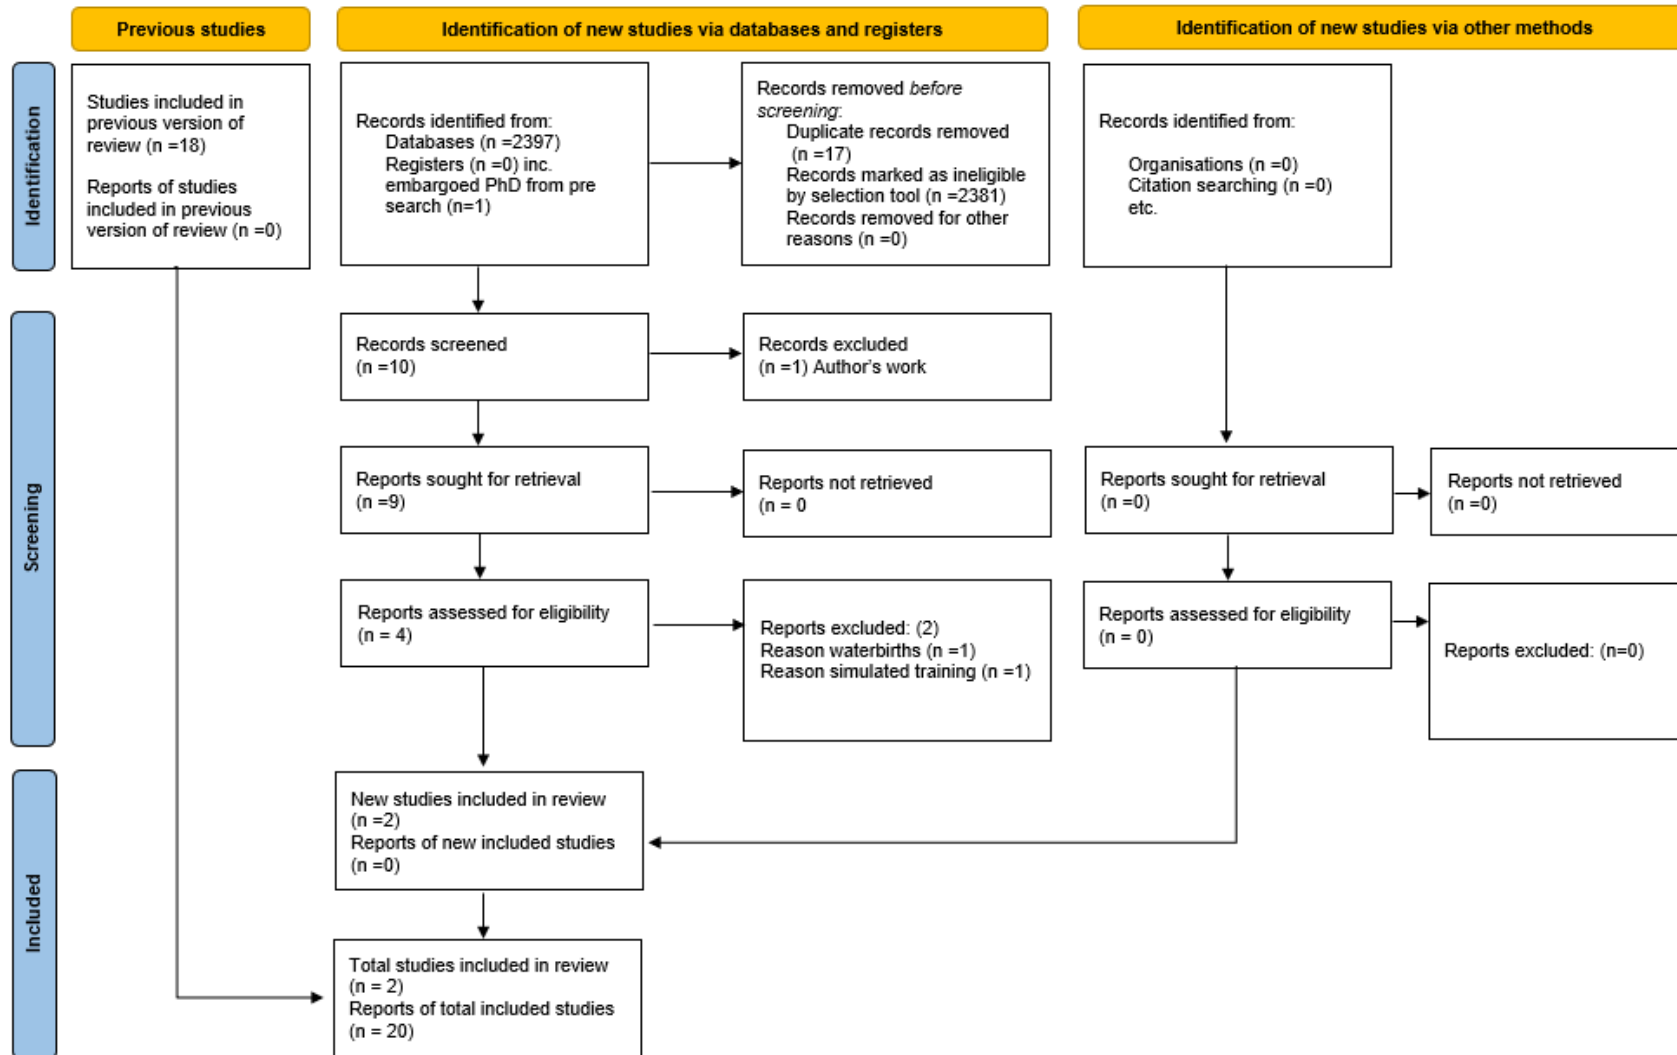 Previous studies
Identification of new studies via databases and registers
Identification of new studies via other methods
Identification
Studies included in
previous version of
review (n =18)
Reports of studies
included in previous
version of review (n =0)
Records identified from:
Databases (n =2397)
Registers (n =0) inc.
embargoed PhD from pre
search (n=1)
Records removed before
screening:
Duplicate records removed
(n =17)
Records marked as ineligible
by selection tool (n =2381)
Records removed for other
reasons (n =0)
Records identified from:
Organisations (n =0)
Citation searching (n =0)
etc.
Screening
Records screened
(n =10)
Records excluded
(n =1) Author's work
Reports sought for retrieval
(n =9)
Reports not retrieved
(n = 0
Reports sought for retrieval
(n =0)
Reports not retrieved
(n =0)
Reports assessed for eligibility
(n = 4)
Reports excluded: (2)
Reason waterbirths (n =1)
Reason simulated training (n =1)
Reports assessed for eligibility
(n = 0)
Reports excluded: (n=0)
Included
New studies included in review
(n =2)
Reports of new included studies
(n =0)
Total studies included in review
(n = 2)
Reports of total included studies
(n = 20)